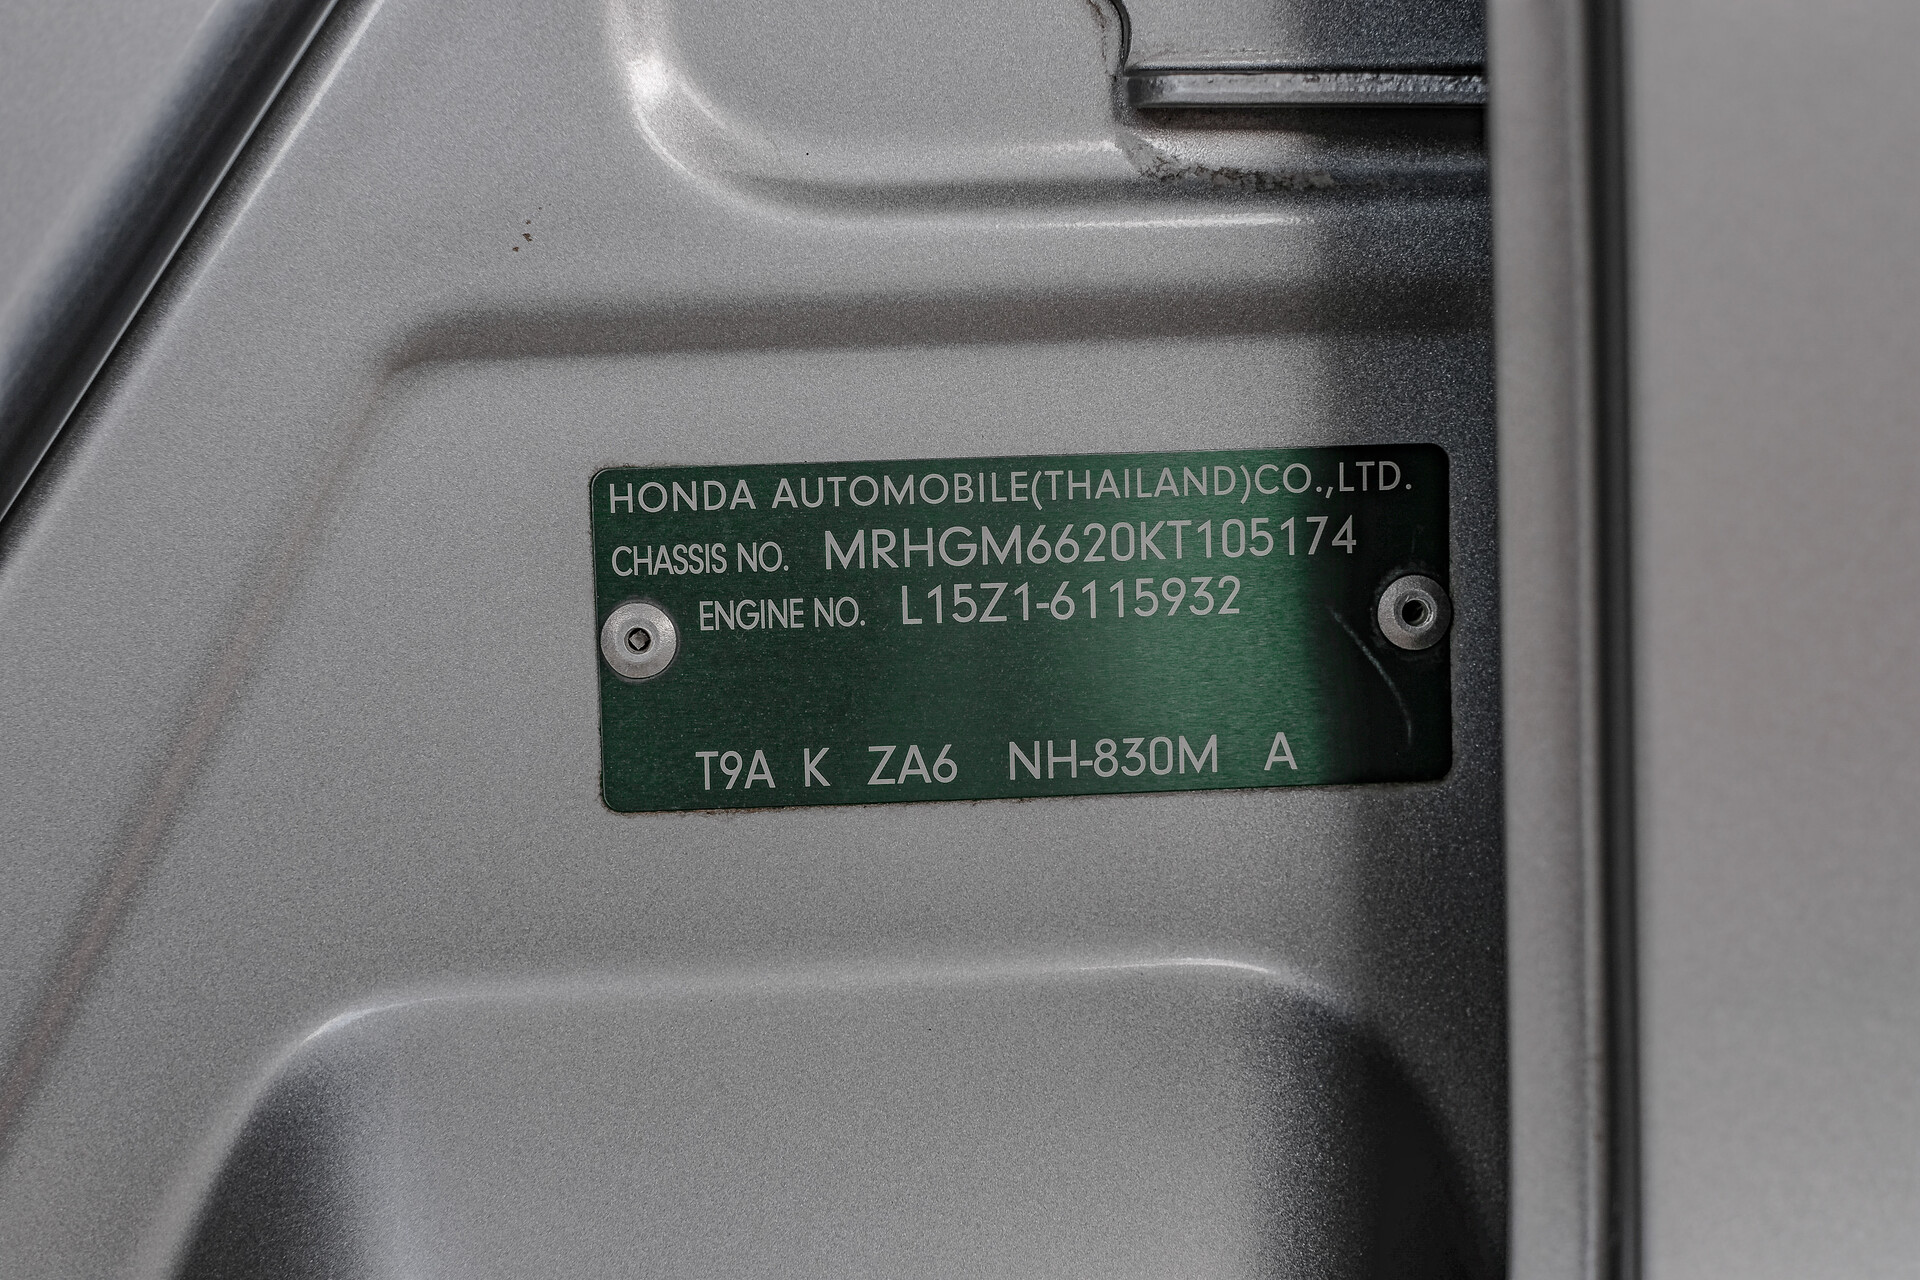 HONDA AUTOMOBILE(THAILAND)CO.,LTD.
CHASSIS NO. MRHGM6620KT105174
ENGINE NO. L15Z1-6115932
T9A K ZA6 NH-830M A